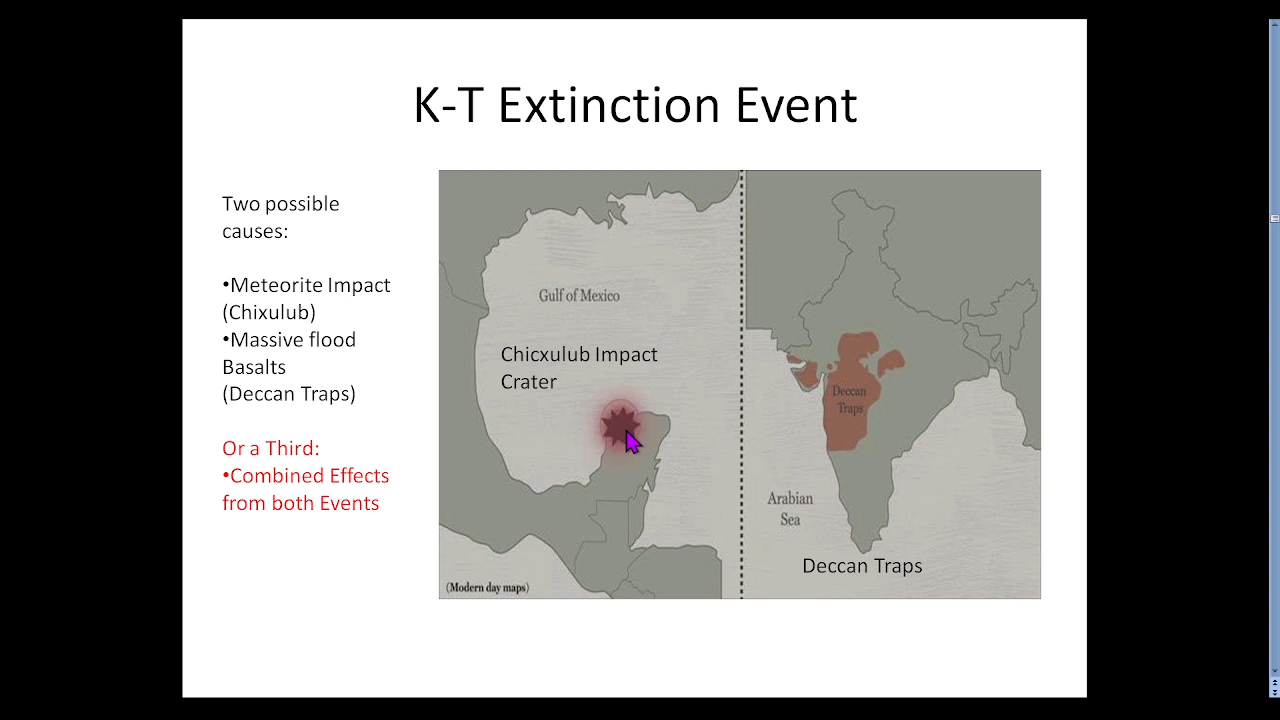 K-T Extinction Event
Two possible
causes:
•Meteorite Impact
(Chixulub)
•Massive flood
Basalts
(Deccan Traps)
Or a Third:
•Combined Effects
from both Events
Gulf of Mexico
Chicxulub Impact
Crater
(Modern day maps)
Deccan
Traps
Arabian
Sea
Deccan Traps